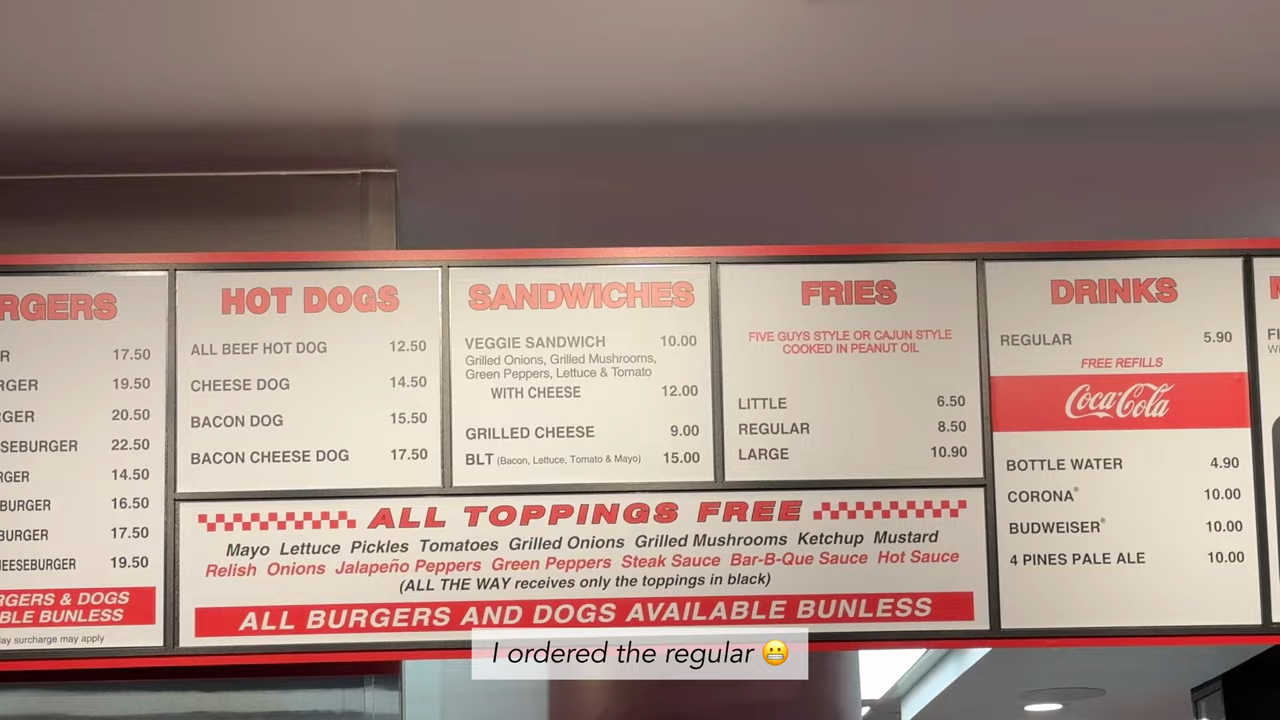 RGERS
R 17.50
RGER 19.50
GER 20.50
SEBURGER 22.50
RGER 14.50
BURGER 16.50
BURGER 17.50
HEESEBURGER 19.50
RGERS & DOGS
BLE BUNLESS
day surcharge may apply
HOT DOGS
ALL BEEF HOT DOG 12.50
CHEESE DOG 14.50
BACON DOG 15.50
BACON CHEESE DOG 17.50
SANDWICHES
VEGGIE SANDWICH 10.00
Grilled Onions, Grilled Mushrooms,
Green Peppers, Lettuce & Tomato
WITH CHEESE 12.00
GRILLED CHEESE 9.00
BLT (Bacon, Lettuce, Tomato & Mayo) 15.00
FRIES
FIVE GUYS STYLE OR CAJUN STYLE
COOKED IN PEANUT OIL
LITTLE 6.50
REGULAR 8.50
LARGE 10.90
ALL TOPPINGS FREE
Mayo Lettuce Pickles Tomatoes Grilled Onions Grilled Mushrooms Ketchup Mustard
Relish Onions Jalapeño Peppers Green Peppers Steak Sauce Bar-B-Que Sauce Hot Sauce
(ALL THE WAY receives only the toppings in black)
ALL BURGERS AND DOGS AVAILABLE BUNLESS
DRINKS
REGULAR 5.90
FREE REFILLS
Coca-Cola
BOTTLE WATER 4.90
CORONA® 10.00
BUDWEISER® 10.00
4 PINES PALE ALE 10.00
I ordered the regular 😬